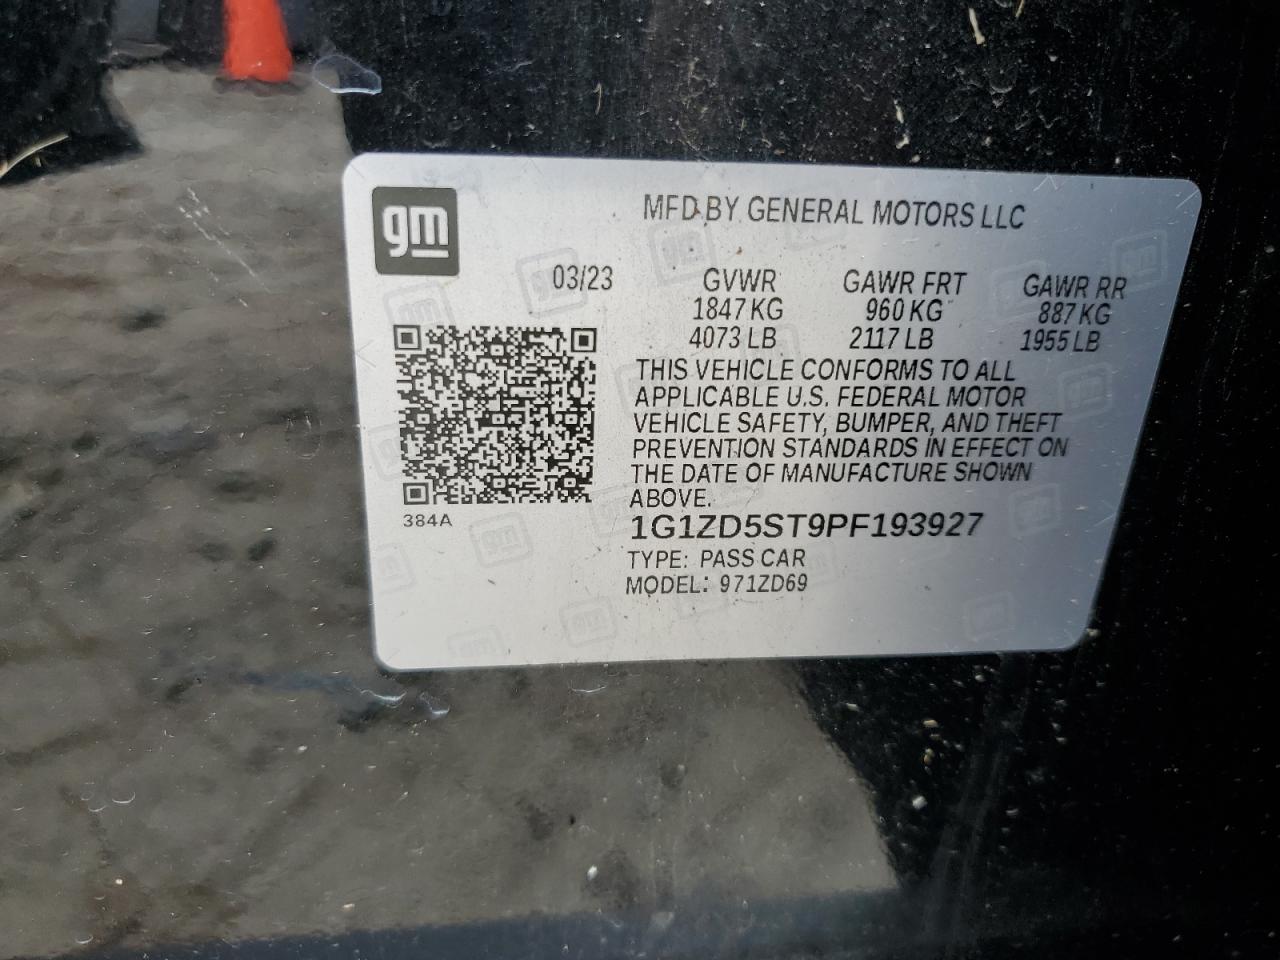 gm
MFD BY GENERAL MOTORS LLC
03/23 GVWR GAWR FRT GAWR RR
1847 KG 960 KG 887 KG
4073 LB 2117 LB 1955 LB
THIS VEHICLE CONFORMS TO ALL
APPLICABLE U.S. FEDERAL MOTOR
VEHICLE SAFETY, BUMPER, AND THEFT
PREVENTION STANDARDS IN EFFECT ON
THE DATE OF MANUFACTURE SHOWN
ABOVE.
384A
1G1ZD5ST9PF193927
TYPE: PASS CAR
MODEL: 971ZD69